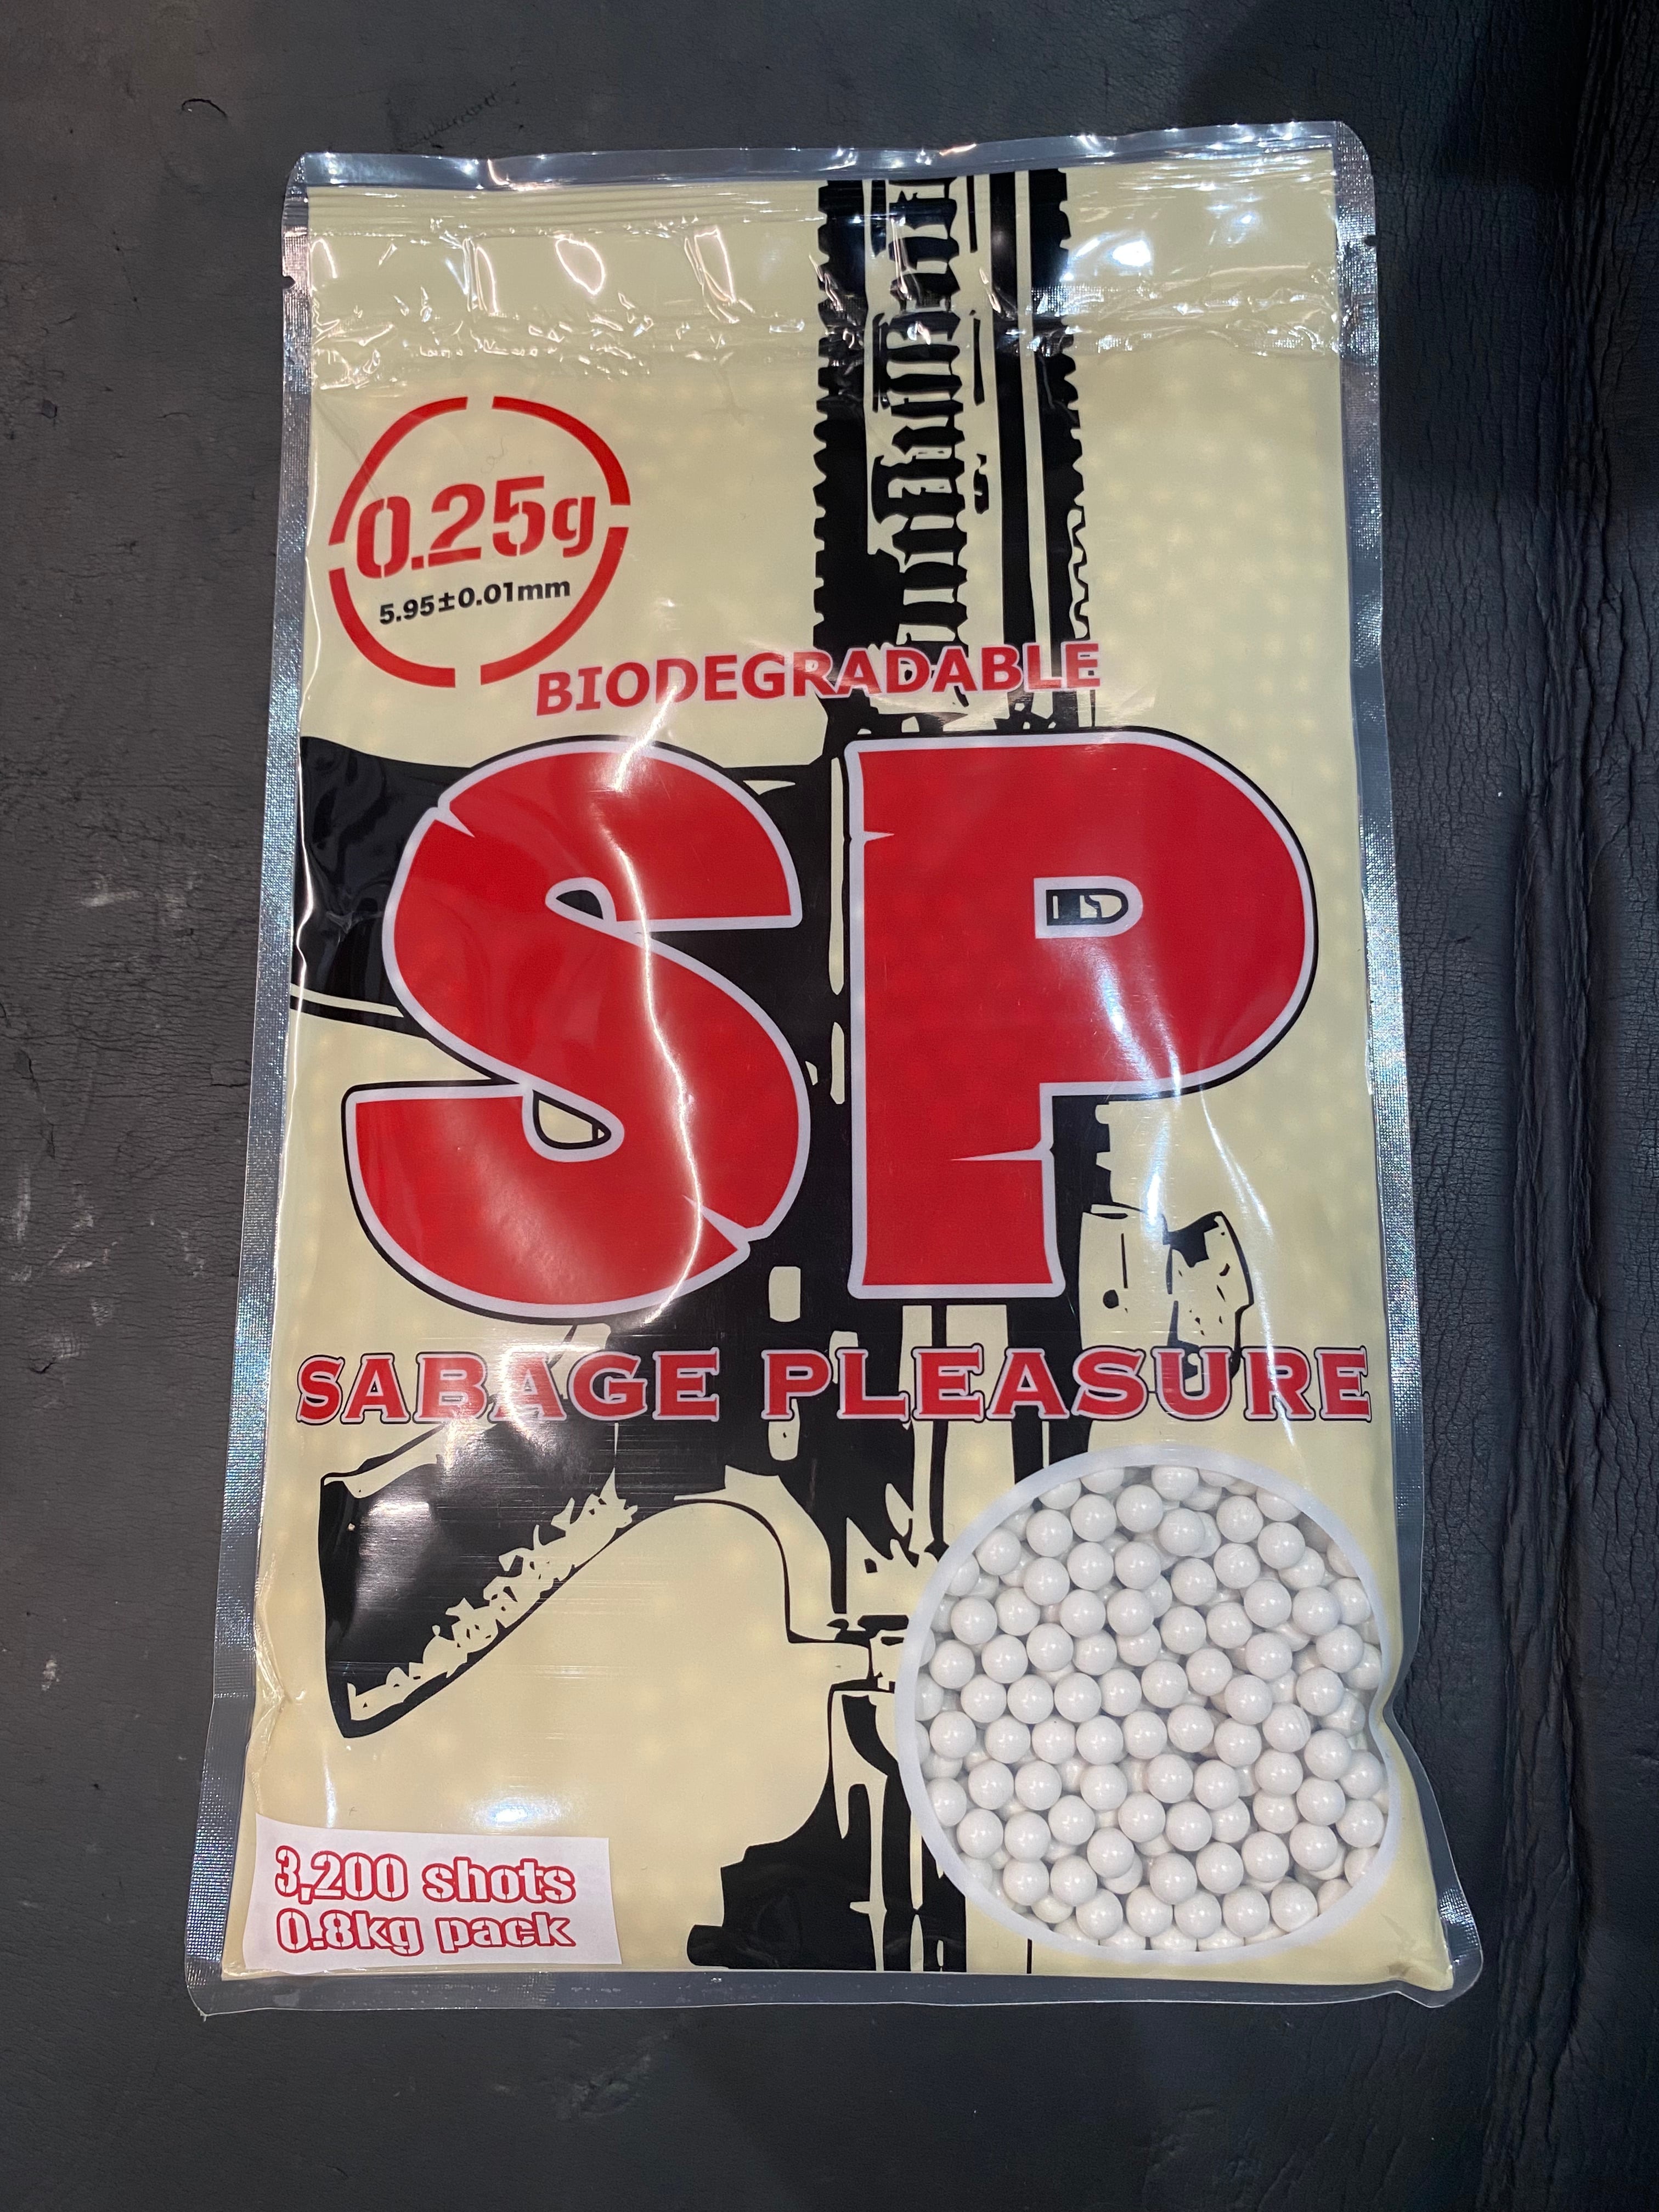 0.25g
5.95±0.01mm
BIODEGRADABLE
SP
SABAGE PLEASURE
3,200 shots
0.8kg pack